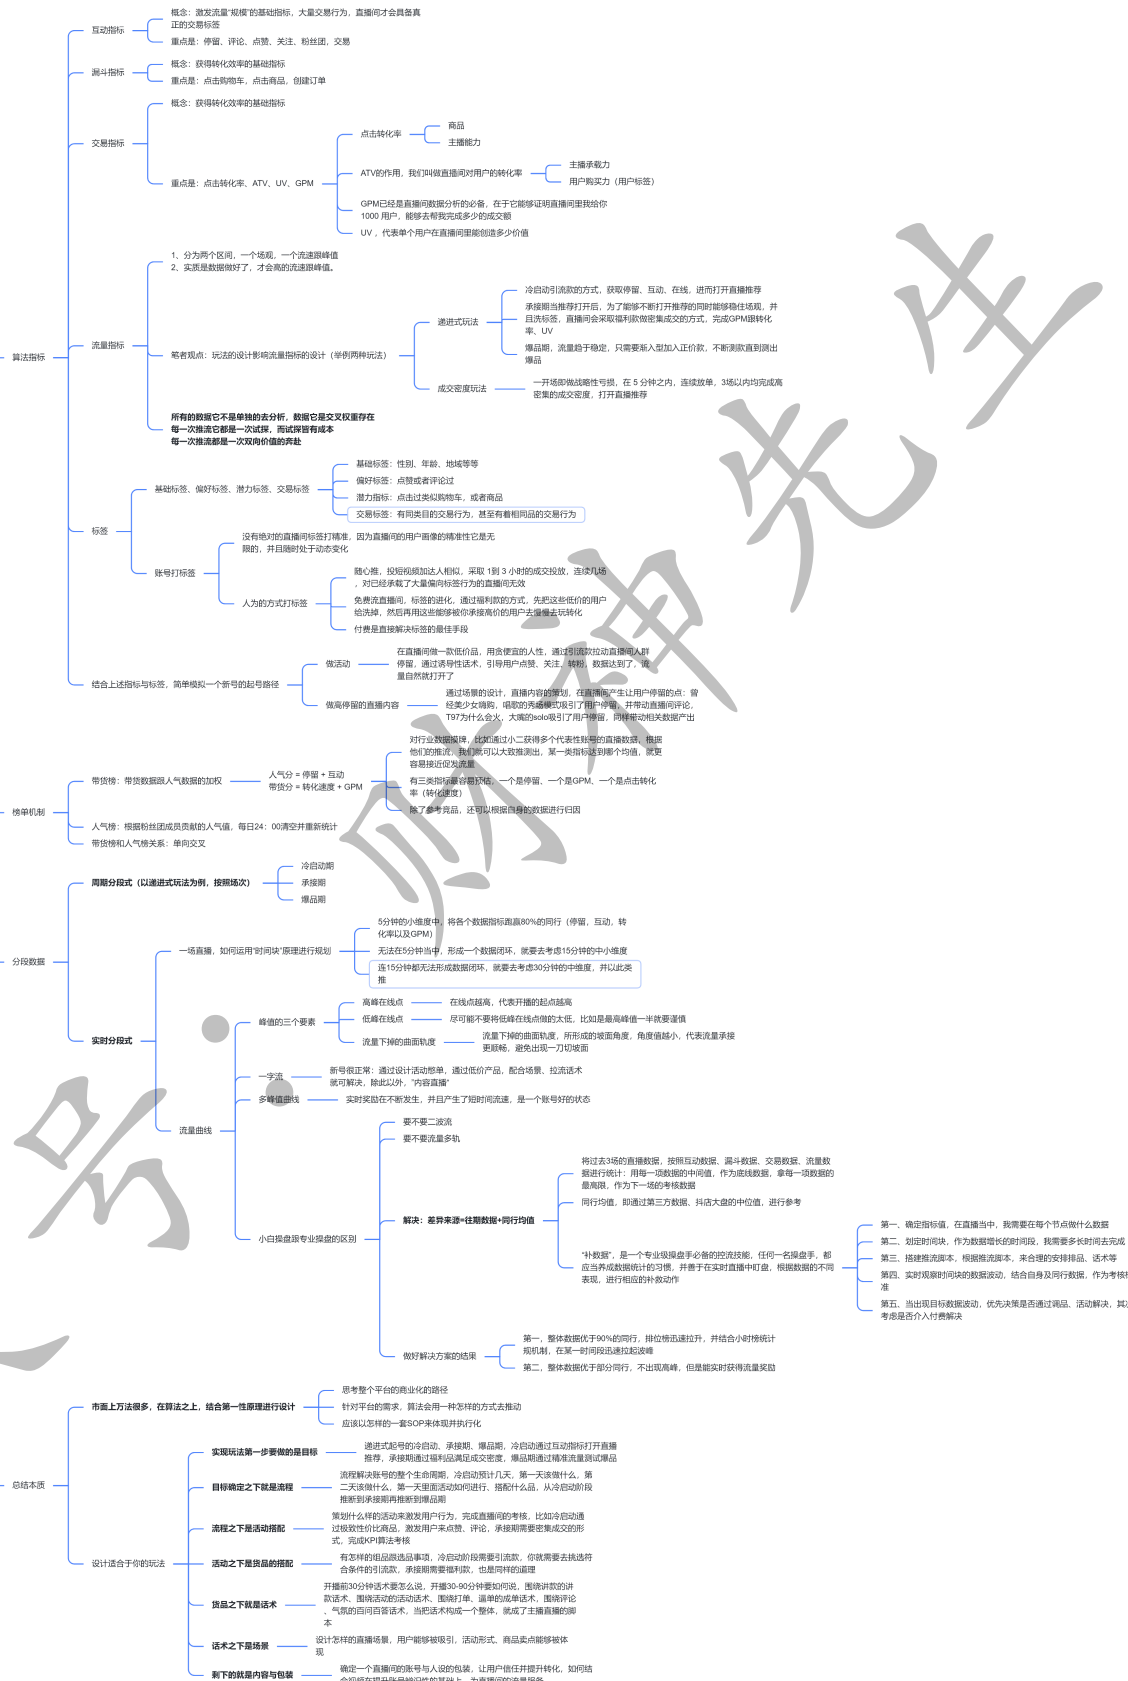 概念：激发流量“规模”的基础指标，大量交易行为，直播间才会具备真
正的交易标签
互动指标
重点是：停留、评论、点赞、关注、粉丝团，交易
概念：获得转化效率的基础指标
漏斗指标
重点是：点击购物车，点击商品，创建订单
概念：获得转化效率的基础指标
交易指标
点击转化率
商品
主播能力
重点是：点击转化率、ATV、UV、GPM
ATV的作用，我们叫做直播间对用户的转化率
主播承载力
用户购买力（用户标签）
GPM已经是直播间数据分析的必备，在于它能够证明直播间里我给你
1000 用户，能够去帮我完成多少的成交额
UV ，代表单个用户在直播间里能创造多少价值
1、分为两个区间，一个场观，一个流速跟峰值
2、实质是数据做好了，才会高的流速跟峰值。
算法指标
流量指标
笔者观点：玩法的设计影响流量指标的设计（举例两种玩法）
递进式玩法
冷启动引流款的方式，获取停留、互动、在线，进而打开直播推荐
承接期当推荐打开后，为了能够不断打开推荐的同时能够稳住场观，并
且洗标签，直播间会采取福利款做密集成交的方式，完成GPM跟转化
率、UV
爆品期，流量趋于稳定，只需要渐入型加入正价款，不断测款直到测出
爆品
成交密度玩法
一开场即做战略性亏损，在 5 分钟之内，连续放单，3场以内均完成高
密集的成交密度，打开直播推荐
所有的数据它不是单独的去分析，数据它是交叉权重存在
每一次推流它都是一次试探，而试探皆有成本
每一次推流都是一次双向价值的奔赴
标签
基础标签、偏好标签、潜力标签、交易标签
基础标签：性别、年龄、地域等等
偏好标签：点赞或者评论过
潜力指标：点击过类似购物车，或者商品
交易标签：有同类目的交易行为，甚至有着相同品的交易行为
账号打标签
没有绝对的直播间标签打精准，因为直播间的用户画像的精准性它是无
限的，并且随时处于动态变化
人为的方式打标签
随心推，投短视频加达人相似，采取 1到 3 小时的成交投放，连续几场
，对已经承载了大量偏向标签行为的直播间无效
免费流直播间，标签的进化，通过福利款的方式，先把这些低价的用户
给洗掉，然后再用这些能够被你承接高价的用户去慢慢去玩转化
付费是直接解决标签的最佳手段
结合上述指标与标签，简单模拟一个新号的起号路径
做活动
在直播间做一款低价品，用贪便宜的人性，通过引流款拉动直播间人群
停留，通过诱导性话术，引导用户点赞、关注、转粉，数据达到了，流
量自然就打开了
做高停留的直播内容
通过场景的设计，直播内容的策划，在直播间产生让用户停留的点：曾
经美少女嗨购，唱歌的秀场模式吸引了用户停留，并带动直播间评论，
T97为什么会火，大嘴的solo吸引了用户停留，同样带动相关数据产出
榜单机制
带货榜：带货数据跟人气数据的加权
人气分 = 停留 + 互动
带货分 = 转化速度 + GPM
对行业数据摸牌，比如通过小二获得多个代表性账号的直播数据，根据
他们的推流，我们就可以大致推测出，某一类指标达到哪个均值，就更
容易接近促发流量
有三类指标最容易预估，一个是停留、一个是GPM、一个是点击转化
率（转化速度）
除了参考竞品，还可以根据自身的数据进行归因
人气榜：根据粉丝团成员贡献的人气值，每日24：00清空并重新统计
带货榜和人气榜关系：单向交叉
分段数据
周期分段式（以递进式玩法为例，按照场次）
冷启动期
承接期
爆品期
实时分段式
一场直播，如何运用“时间块”原理进行规划
5分钟的小维度中，将各个数据指标跑赢80%的同行（停留，互动，转
化率以及GPM）
无法在5分钟当中，形成一个数据闭环，就要去考虑15分钟的中小维度
连15分钟都无法形成数据闭环，就要去考虑30分钟的中维度，并以此类
推
流量曲线
峰值的三个要素
高峰在线点
在线点越高，代表开播的起点越高
低峰在线点
尽可能不要将低峰在线点做的太低，比如是最高峰值一半就要谨慎
流量下掉的曲面轨度
流量下掉的曲面轨度，所形成的坡面角度，角度值越小，代表流量承接
更顺畅，避免出现一刀切坡面
一字流
新号很正常：通过设计活动憋单，通过低价产品，配合场景、拉流话术
就可解决，除此以外，“内容直播”
多峰值曲线
实时奖励在不断发生，并且产生了短时间流速，是一个账号好的状态
小白操盘跟专业操盘的区别
要不要二波流
要不要流量多轨
解决：差异来源=往期数据+同行均值
将过去3场的直播数据，按照互动数据、漏斗数据、交易数据、流量数
据进行统计：用每一项数据的中间值，作为底线数据，拿每一项数据的
最高限，作为下一场的考核数据
同行均值，即通过第三方数据、抖店大盘的中位值，进行参考
“补数据”，是一个专业级操盘手必备的控流技能，任何一名操盘手，都
应当养成数据统计的习惯，并善于在实时直播中盯盘，根据数据的不同
表现，进行相应的补救动作
第一、确定指标值，在直播当中，我需要在每个节点做什么数据
第二、划定时间块，作为数据增长的时间段，我需要多长时间去完成
第三、搭建推流脚本，根据推流脚本，来合理的安排排品、话术等
第四、实时观察时间块的数据波动，结合自身及同行数据，作为考核标
准
第五、当出现目标数据波动，优先决策是否通过调品、活动解决，其次
考虑是否介入付费解决
做好解决方案的结果
第一，整体数据优于90%的同行，排位榜迅速拉升，并结合小时榜统计
规机制，在某一时间段迅速拉起波峰
第二，整体数据优于部分同行，不出现高峰，但是能实时获得流量奖励
总结本质
市面上万法很多，在算法之上，结合第一性原理进行设计
思考整个平台的商业化的路径
针对平台的需求，算法会用一种怎样的方式去推动
应该以怎样的一套SOP来体现并执行化
设计适合于你的玩法
实现玩法第一步要做的是目标
递进式起号的冷启动、承接期、爆品期，冷启动通过互动指标打开直播
推荐，承接期通过福利品满足成交密度，爆品期通过精准流量测试爆品
目标确定之下就是流程
流程解决账号的整个生命周期，冷启动预计几天，第一天该做什么，第
二天该做什么，第一天里面活动如何进行、搭配什么品，从冷启动阶段
推断到承接期再推断到爆品期
流程之下是活动搭配
策划什么样的活动来激发用户行为，完成直播间的考核，比如冷启动通
过极致性价比商品，激发用户来点赞、评论，承接期需要密集成交的形
式，完成KPI算法考核
活动之下是货品的搭配
有怎样的组品跟选品事项，冷启动阶段需要引流款，你就需要去挑选符
合条件的引流款，承接期需要福利款，也是同样的道理
货品之下就是话术
开播前30分钟话术要怎么说，开播30-90分钟要如何说，围绕讲款的讲
款话术、围绕活动的活动话术、围绕打单、逼单的成单话术，围绕评论
、气氛的百问百答话术，当把话术构成一个整体，就成了主播直播的脚
本
话术之下是场景
设计怎样的直播场景，用户能够被吸引，活动形式、商品卖点能够被体
现
剩下的就是内容与包装
确定一个直播间的账号与人设的包装，让用户信任并提升转化，如何结
号：财神先生